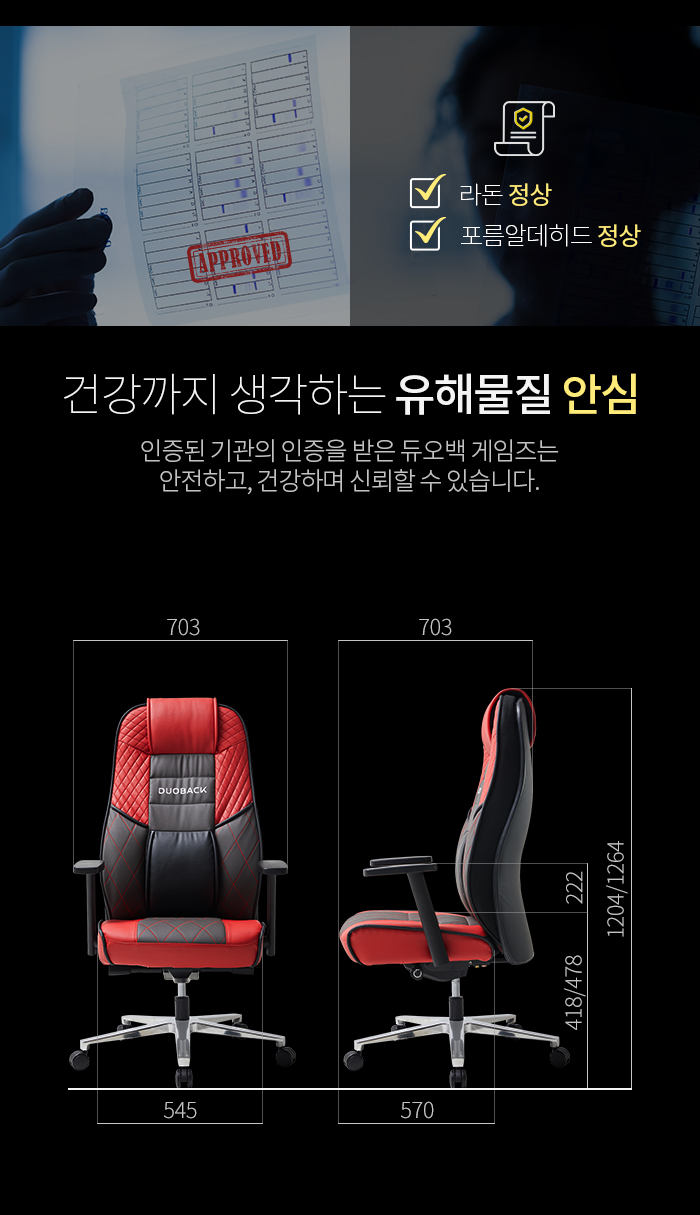 APPROVED
라돈 정상
포름알데히드 정상
건강까지 생각하는 유해물질 안심
인증된 기관의 인증을 받은 듀오백 게임즈는
안전하고, 건강하며 신뢰할 수 있습니다.
703
703
DUOBACK
222
1204/1264
418/478
545
570